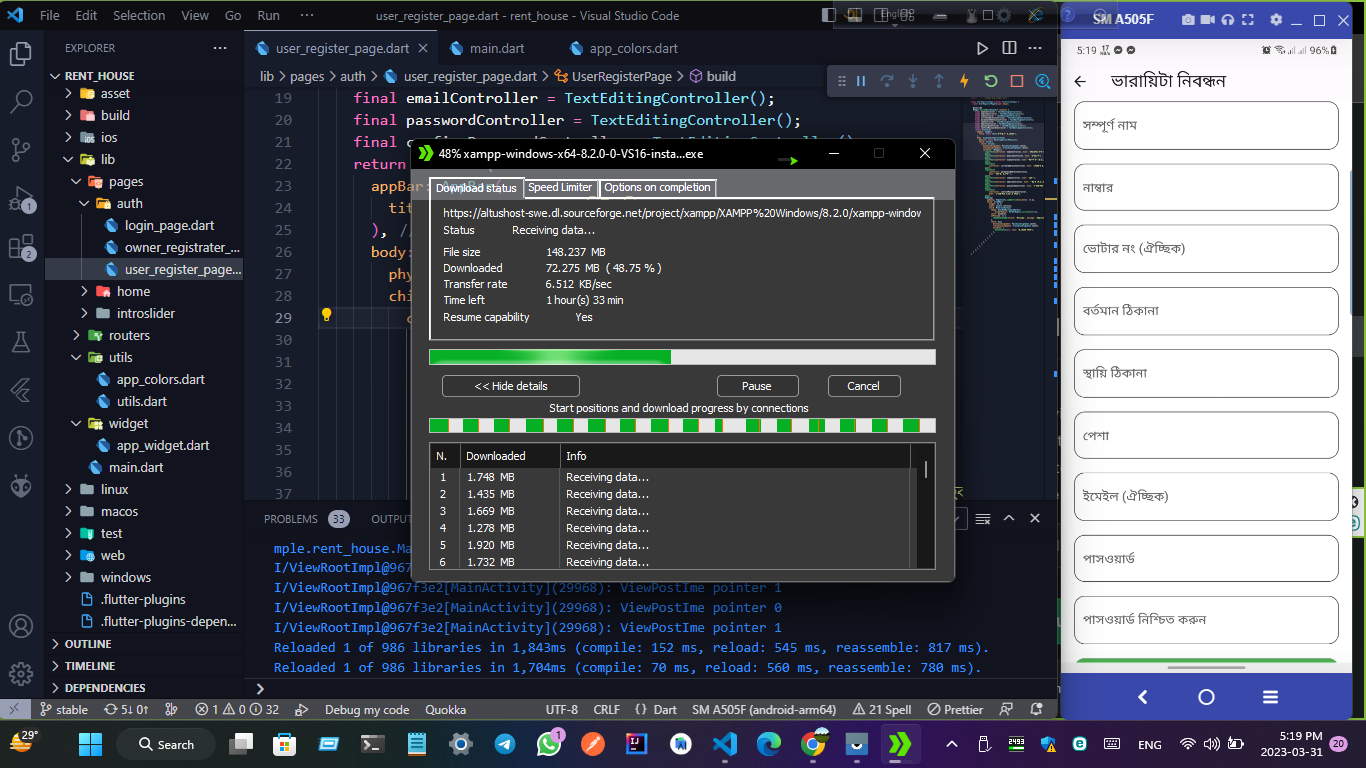 File Edit Selection View Go Run ··· user_register_page.dart - rent_house - Visual Studio Code
EXPLORER ···
RENT_HOUSE
asset
build
ios
lib
pages
auth
login_page.dart
owner_registrater_...
user_register_page...
home
introslider
routers
utils
app_colors.dart
utils.dart
widget
app_widget.dart
main.dart
linux
macos
test
web
windows
.flutter-plugins
.flutter-plugins-depen...
OUTLINE
TIMELINE
DEPENDENCIES
1
2
user_register_page.dart main.dart app_colors.dart
lib > pages > auth > user_register_page.dart > UserRegisterPage > build
19 final emailController = TextEditingController();
20 final passwordController = TextEditingController();
21 final c
22 return
23 appBar:
24 tit
25 ), /
26 body:
27 phy
28 chi
29 c
30
31
32
33
34
35
36
37
48% xampp-windows-x64-8.2.0-0-VS16-insta...exe
Download status Speed Limiter Options on completion
https://altushost-swe.dl.sourceforge.net/project/xampp/XAMPP%20Windows/8.2.0/xampp-window
Status Receiving data...
File size 148.237 MB
Downloaded 72.275 MB ( 48.75 % )
Transfer rate 6.512 KB/sec
Time left 1 hour(s) 33 min
Resume capability Yes
<< Hide details Pause Cancel
Start positions and download progress by connections
N. Downloaded Info
1 1.748 MB Receiving data...
2 1.435 MB Receiving data...
3 1.669 MB Receiving data...
4 1.278 MB Receiving data...
5 1.920 MB Receiving data...
6 1.732 MB Receiving data...
PROBLEMS 33 OUTPUT
mple.rent_house.Ma
I/ViewRootImpl@967
I/ViewRootImpl@967f3e2[MainActivity](29968): ViewPostIme pointer 1
I/ViewRootImpl@967f3e2[MainActivity](29968): ViewPostIme pointer 0
I/ViewRootImpl@967f3e2[MainActivity](29968): ViewPostIme pointer 1
Reloaded 1 of 986 libraries in 1,843ms (compile: 152 ms, reload: 545 ms, reassemble: 817 ms).
Reloaded 1 of 986 libraries in 1,704ms (compile: 70 ms, reload: 560 ms, reassemble: 780 ms).
stable 5↓ 0↑ 1 0 32 Debug my code Quokka UTF-8 CRLF {} Dart SM A505F (android-arm64) 21 Spell Prettier
SM A505F
5:19 96%
ভারায়িটা নিবন্ধন
সম্পূর্ণ নাম
নাম্বার
ভোটার নং (ঐচ্ছিক)
বর্তমান ঠিকানা
স্থায়ি ঠিকানা
পেশা
ইমেইল (ঐচ্ছিক)
পাসওয়ার্ড
পাসওয়ার্ড নিশ্চিত করুন
29° Search 1 ENG 5:19 PM
2023-03-31 20